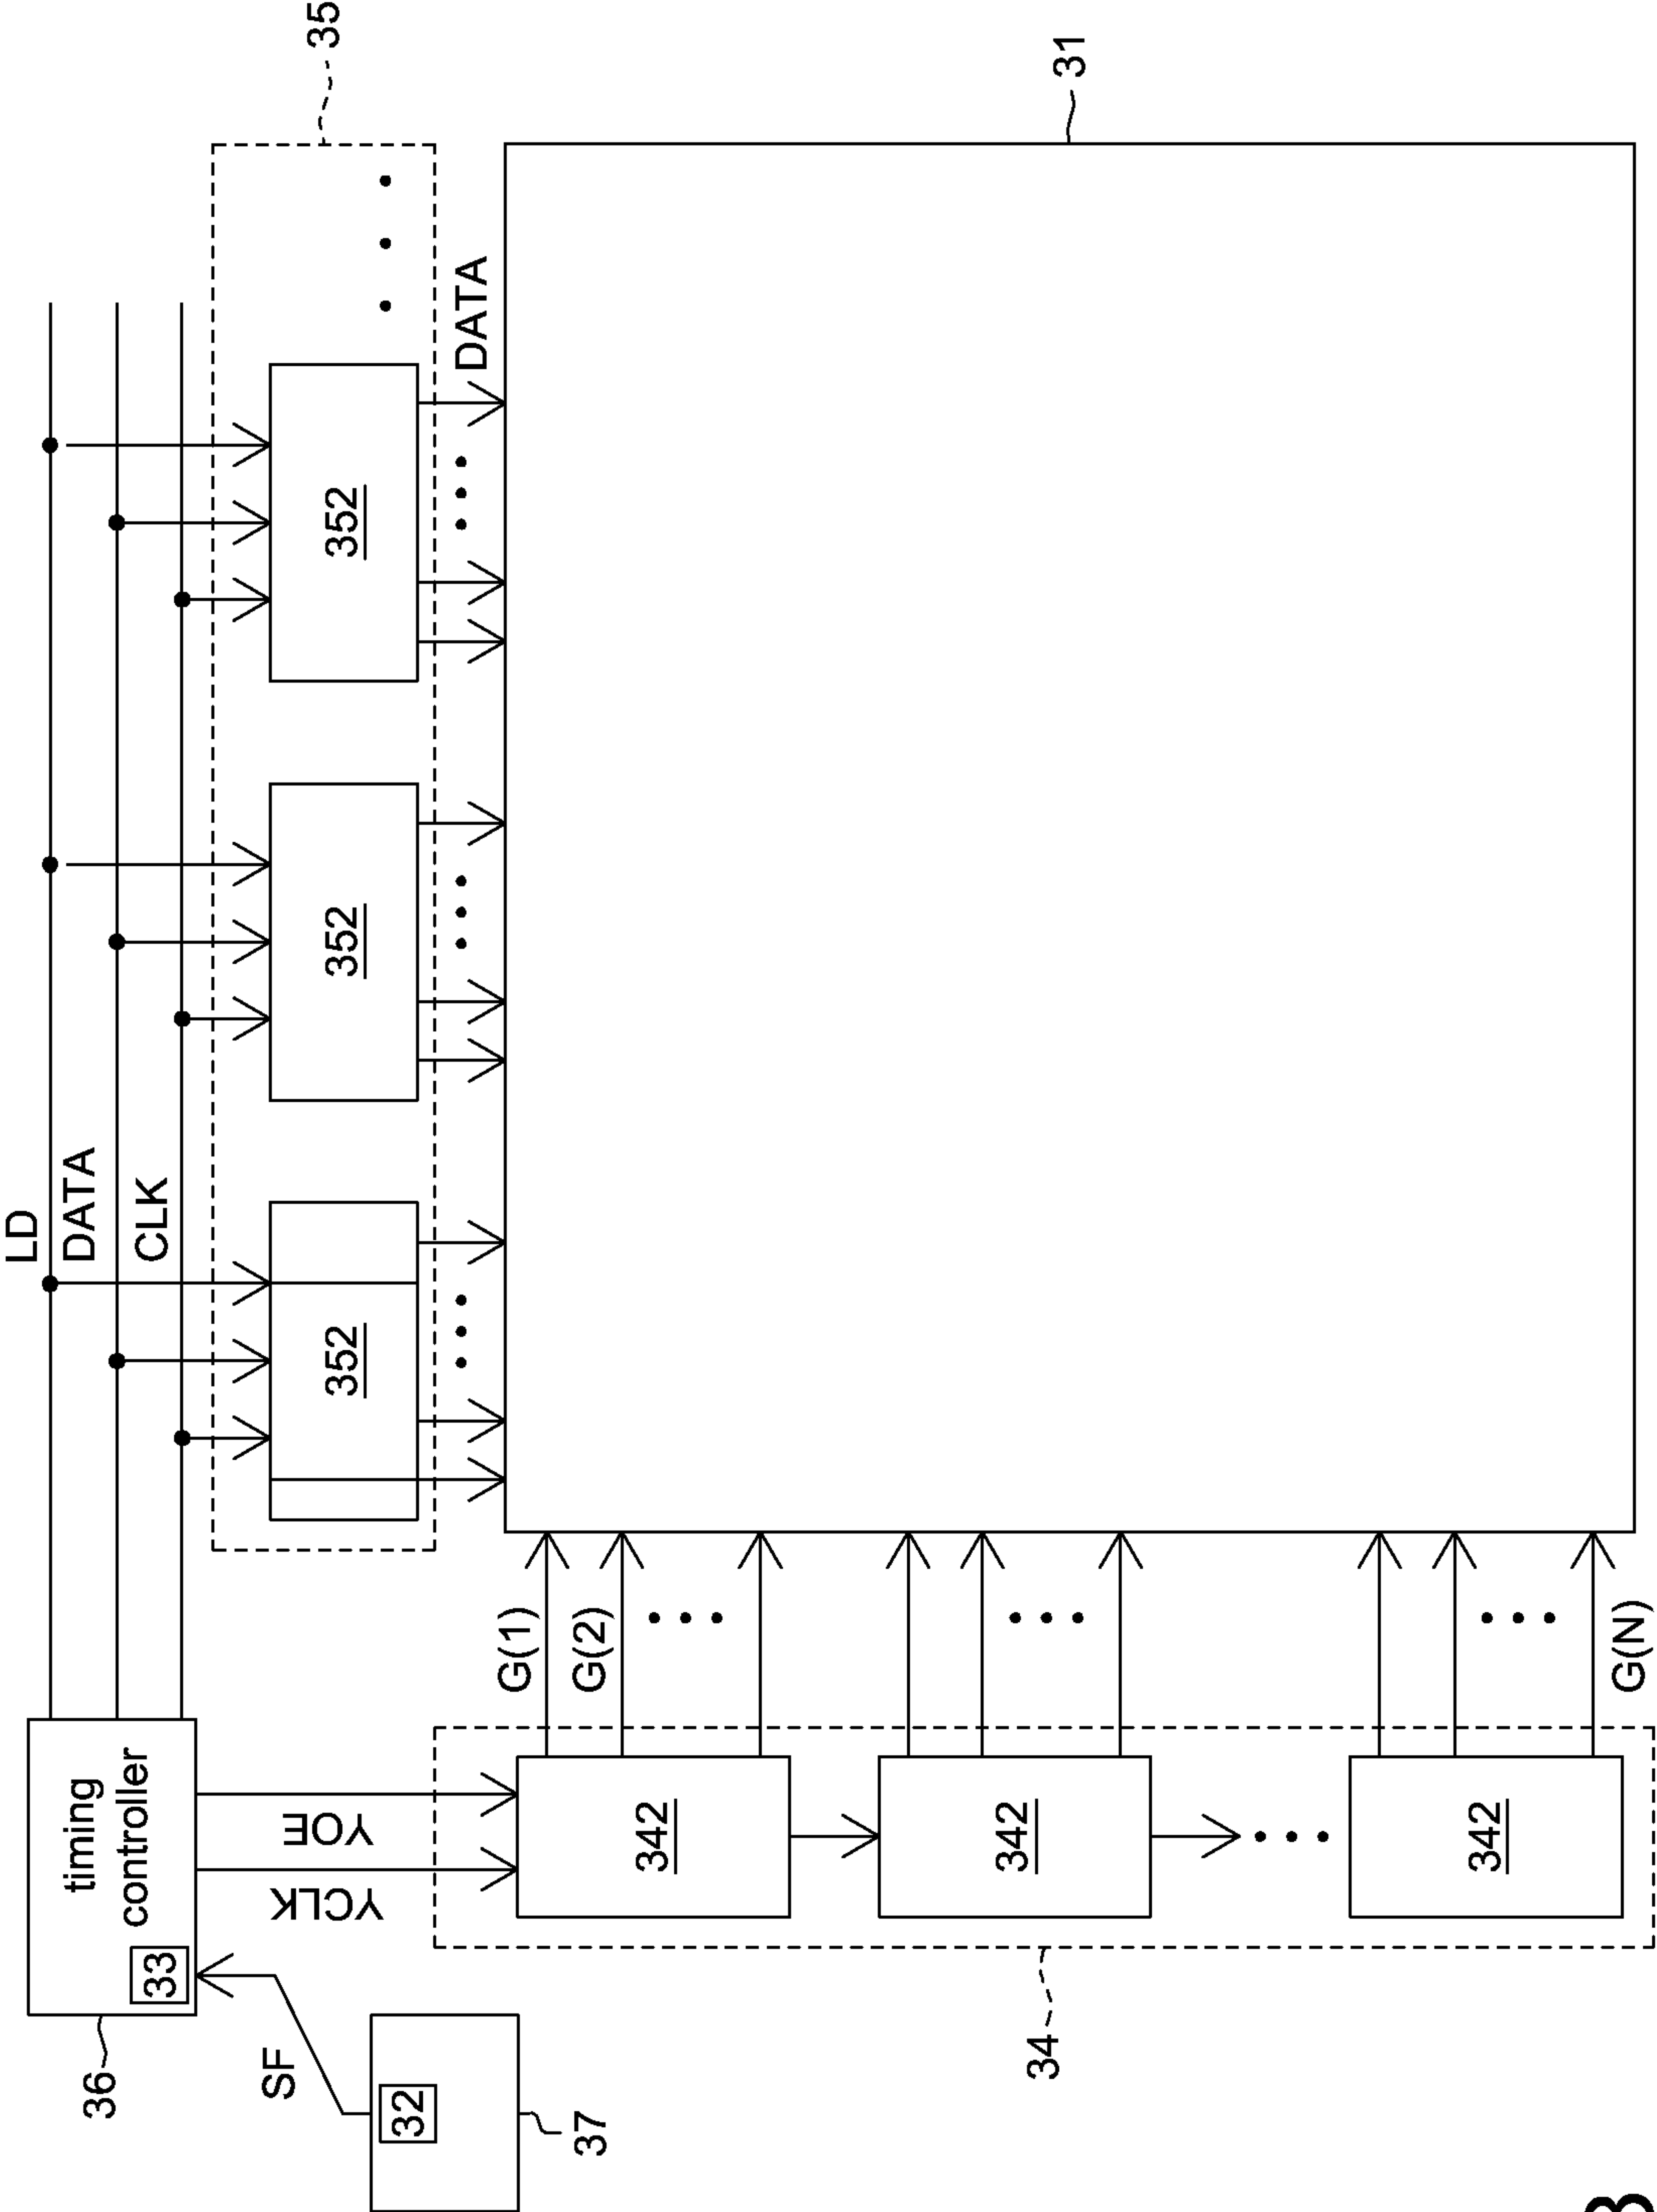 36
timing
controller
33
LD
DATA
CLK
35
SF
YCLK
YOE
352
352
352
32
37
DATA
G(1)
G(2)
31
342
342
342
34
G(N)
3